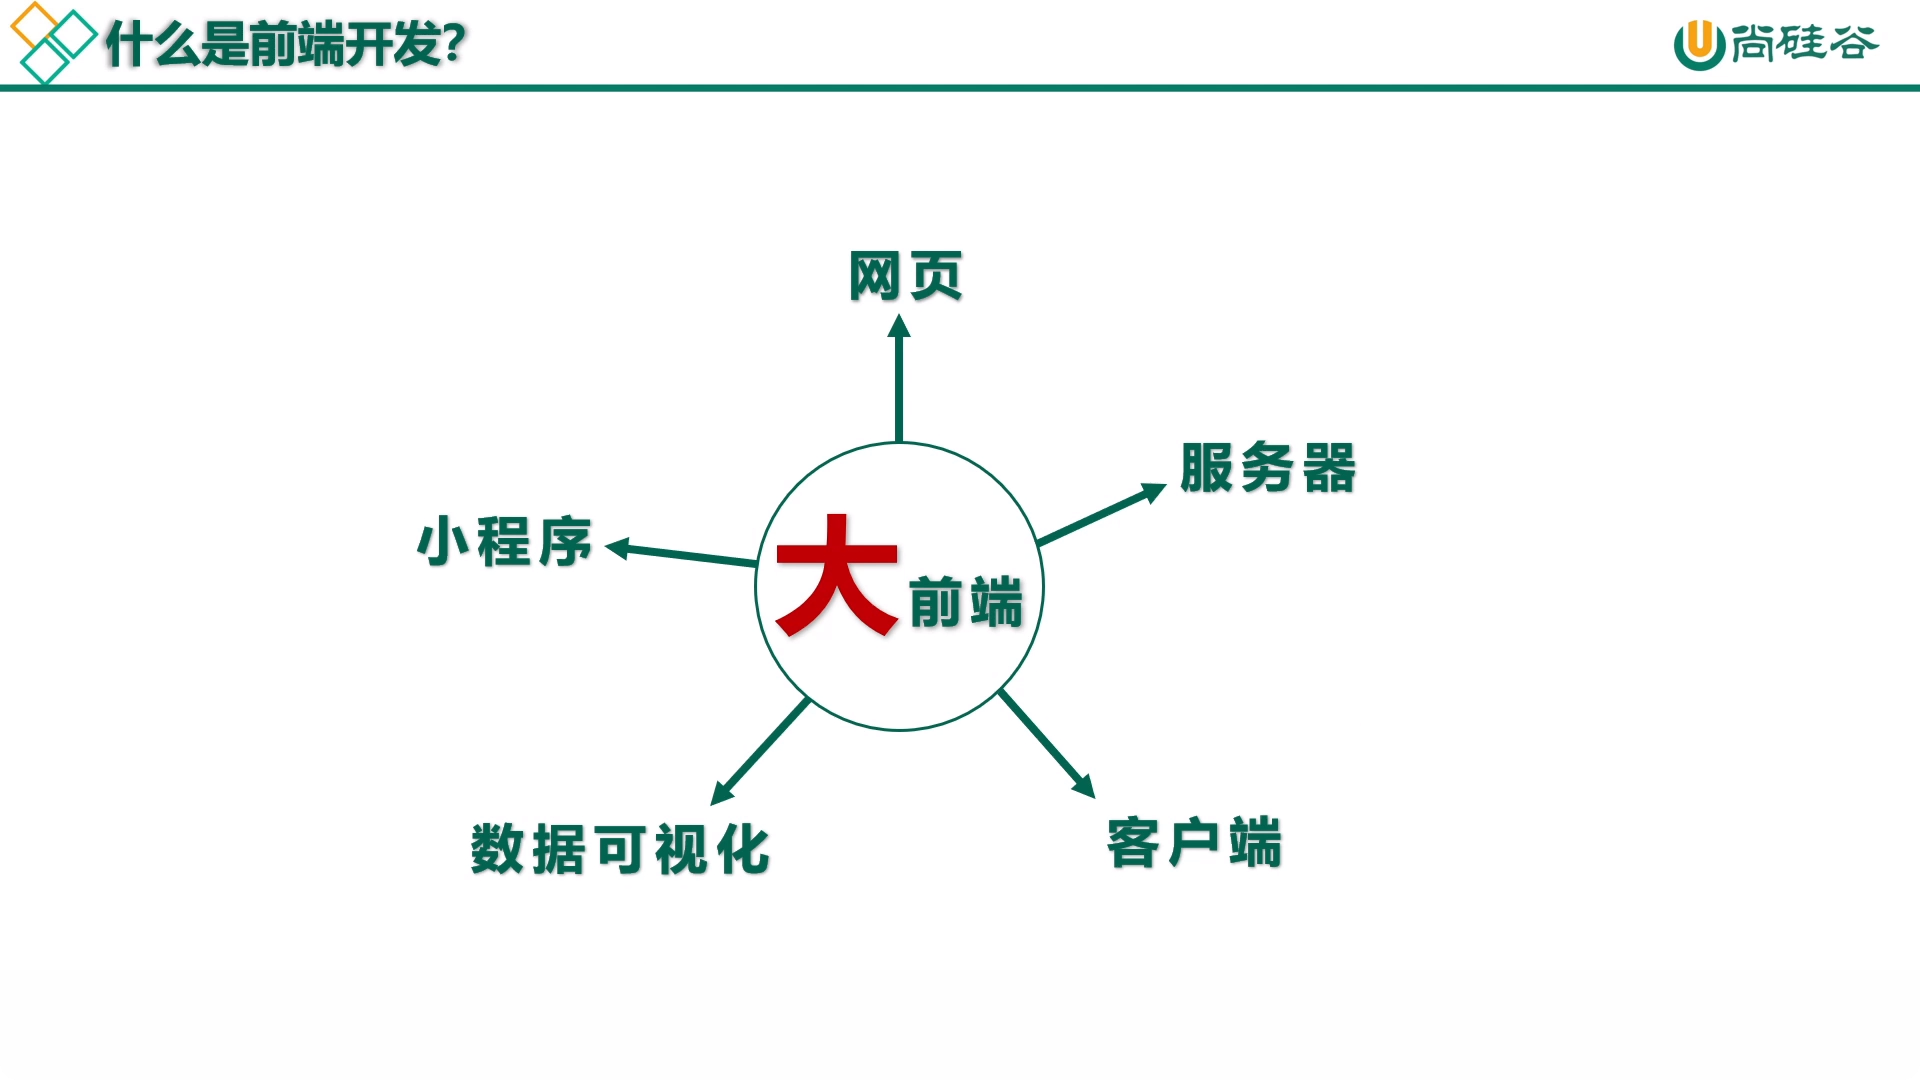 什么是前端开发？
尚硅谷
网页
服务器
小程序
大前端
数据可视化
客户端